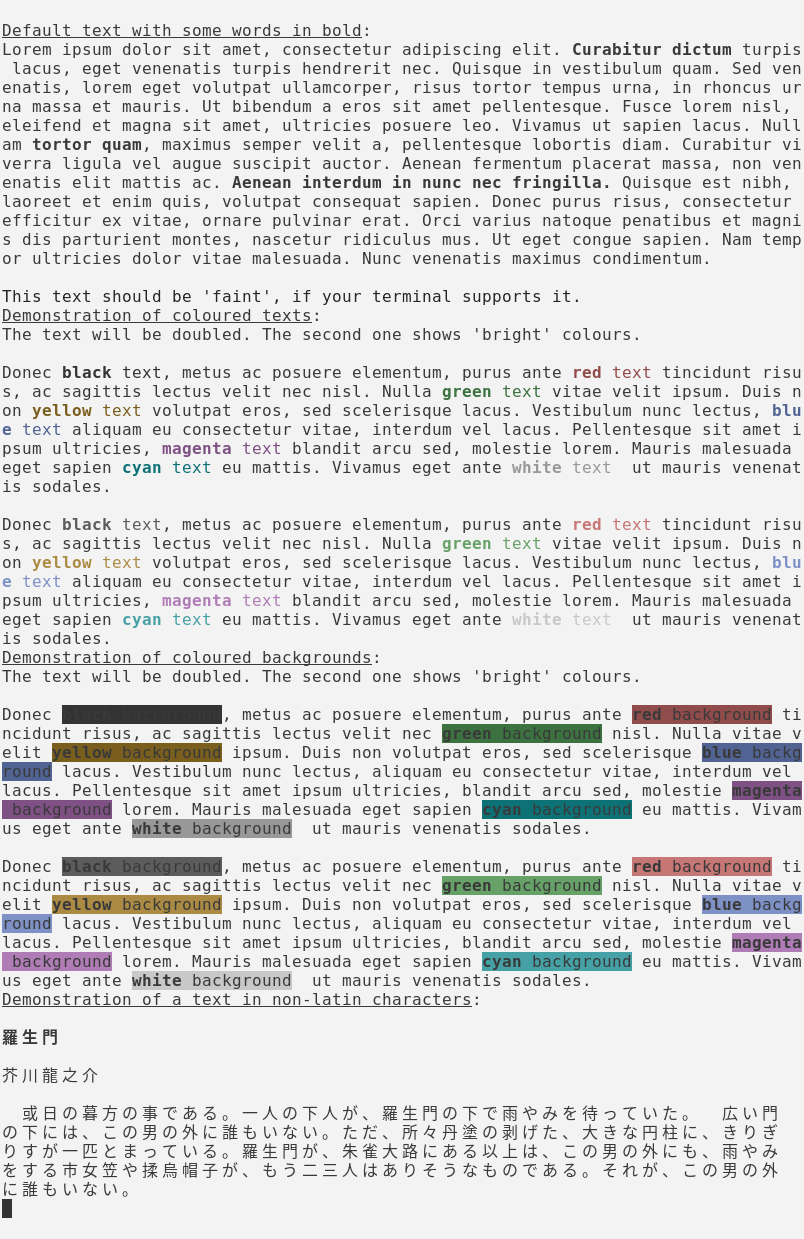 Default text with some words in bold:
Lorem ipsum dolor sit amet, consectetur adipiscing elit. Curabitur dictum turpis
 lacus, eget venenatis turpis hendrerit nec. Quisque in vestibulum quam. Sed ven
enatis, lorem eget volutpat ullamcorper, risus tortor tempus urna, in rhoncus ur
na massa et mauris. Ut bibendum a eros sit amet pellentesque. Fusce lorem nisl,
eleifend et magna sit amet, ultricies posuere leo. Vivamus ut sapien lacus. Null
am tortor quam, maximus semper velit a, pellentesque lobortis diam. Curabitur vi
verra ligula vel augue suscipit auctor. Aenean fermentum placerat massa, non ven
enatis elit mattis ac. Aenean interdum in nunc nec fringilla. Quisque est nibh,
laoreet et enim quis, volutpat consequat sapien. Donec purus risus, consectetur
efficitur ex vitae, ornare pulvinar erat. Orci varius natoque penatibus et magni
s dis parturient montes, nascetur ridiculus mus. Ut eget congue sapien. Nam temp
or ultricies dolor vitae malesuada. Nunc venenatis maximus condimentum.

This text should be 'faint', if your terminal supports it.
Demonstration of coloured texts:
The text will be doubled. The second one shows 'bright' colours.

Donec black text, metus ac posuere elementum, purus ante red text tincidunt risu
s, ac sagittis lectus velit nec nisl. Nulla green text vitae velit ipsum. Duis n
on yellow text volutpat eros, sed scelerisque lacus. Vestibulum nunc lectus, blu
e text aliquam eu consectetur vitae, interdum vel lacus. Pellentesque sit amet i
psum ultricies, magenta text blandit arcu sed, molestie lorem. Mauris malesuada
eget sapien cyan text eu mattis. Vivamus eget ante white text  ut mauris venenat
is sodales.

Donec black text, metus ac posuere elementum, purus ante red text tincidunt risu
s, ac sagittis lectus velit nec nisl. Nulla green text vitae velit ipsum. Duis n
on yellow text volutpat eros, sed scelerisque lacus. Vestibulum nunc lectus, blu
e text aliquam eu consectetur vitae, interdum vel lacus. Pellentesque sit amet i
psum ultricies, magenta text blandit arcu sed, molestie lorem. Mauris malesuada
eget sapien cyan text eu mattis. Vivamus eget ante white text  ut mauris venenat
is sodales.
Demonstration of coloured backgrounds:
The text will be doubled. The second one shows 'bright' colours.

Donec black background, metus ac posuere elementum, purus ante red background ti
ncidunt risus, ac sagittis lectus velit nec green background nisl. Nulla vitae v
elit yellow background ipsum. Duis non volutpat eros, sed scelerisque blue backg
round lacus. Vestibulum nunc lectus, aliquam eu consectetur vitae, interdum vel
lacus. Pellentesque sit amet ipsum ultricies, blandit arcu sed, molestie magenta
 background lorem. Mauris malesuada eget sapien cyan background eu mattis. Vivam
us eget ante white background  ut mauris venenatis sodales.

Donec black background, metus ac posuere elementum, purus ante red background ti
ncidunt risus, ac sagittis lectus velit nec green background nisl. Nulla vitae v
elit yellow background ipsum. Duis non volutpat eros, sed scelerisque blue backg
round lacus. Vestibulum nunc lectus, aliquam eu consectetur vitae, interdum vel
lacus. Pellentesque sit amet ipsum ultricies, blandit arcu sed, molestie magenta
 background lorem. Mauris malesuada eget sapien cyan background eu mattis. Vivam
us eget ante white background  ut mauris venenatis sodales.
Demonstration of a text in non-latin characters:

羅生門

芥川龍之介

　或日の暮方の事である。一人の下人が、羅生門の下で雨やみを待っていた。　広い門
の下には、この男の外に誰もいない。ただ、所々丹塗の剥げた、大きな円柱に、きりぎ
りすが一匹とまっている。羅生門が、朱雀大路にある以上は、この男の外にも、雨やみ
をする市女笠や揉烏帽子が、もう二三人はありそうなものである。それが、この男の外
に誰もいない。